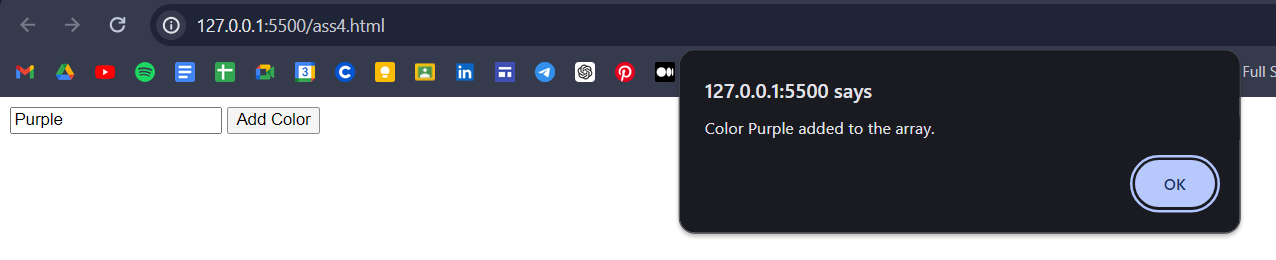 127.0.0.1:5500/ass4.html
Full S
127.0.0.1:5500 says
Color Purple added to the array.
OK
Purple
Add Color